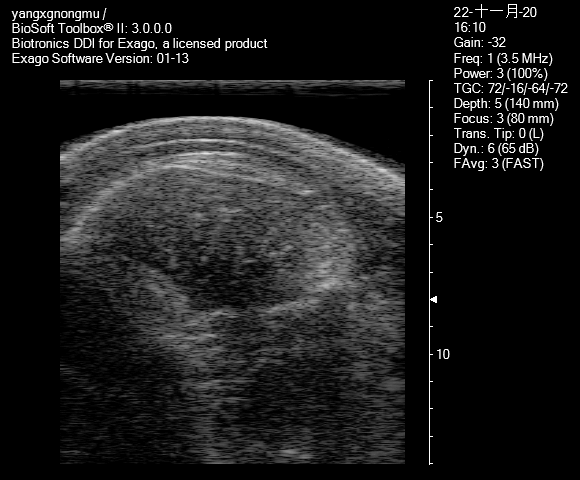 yangxgnongmu /
BioSoft Toolbox® II: 3.0.0.0
Biotronics DDI for Exago, a licensed product
Exago Software Version: 01-13
22-十一月-20
16:10
Gain: -32
Freq: 1 (3.5 MHz)
Power: 3 (100%)
TGC: 72/-16/-64/-72
Depth: 5 (140 mm)
Focus: 3 (80 mm)
Trans. Tip: 0 (L)
Dyn.: 6 (65 dB)
FAvg: 3 (FAST)
5
10